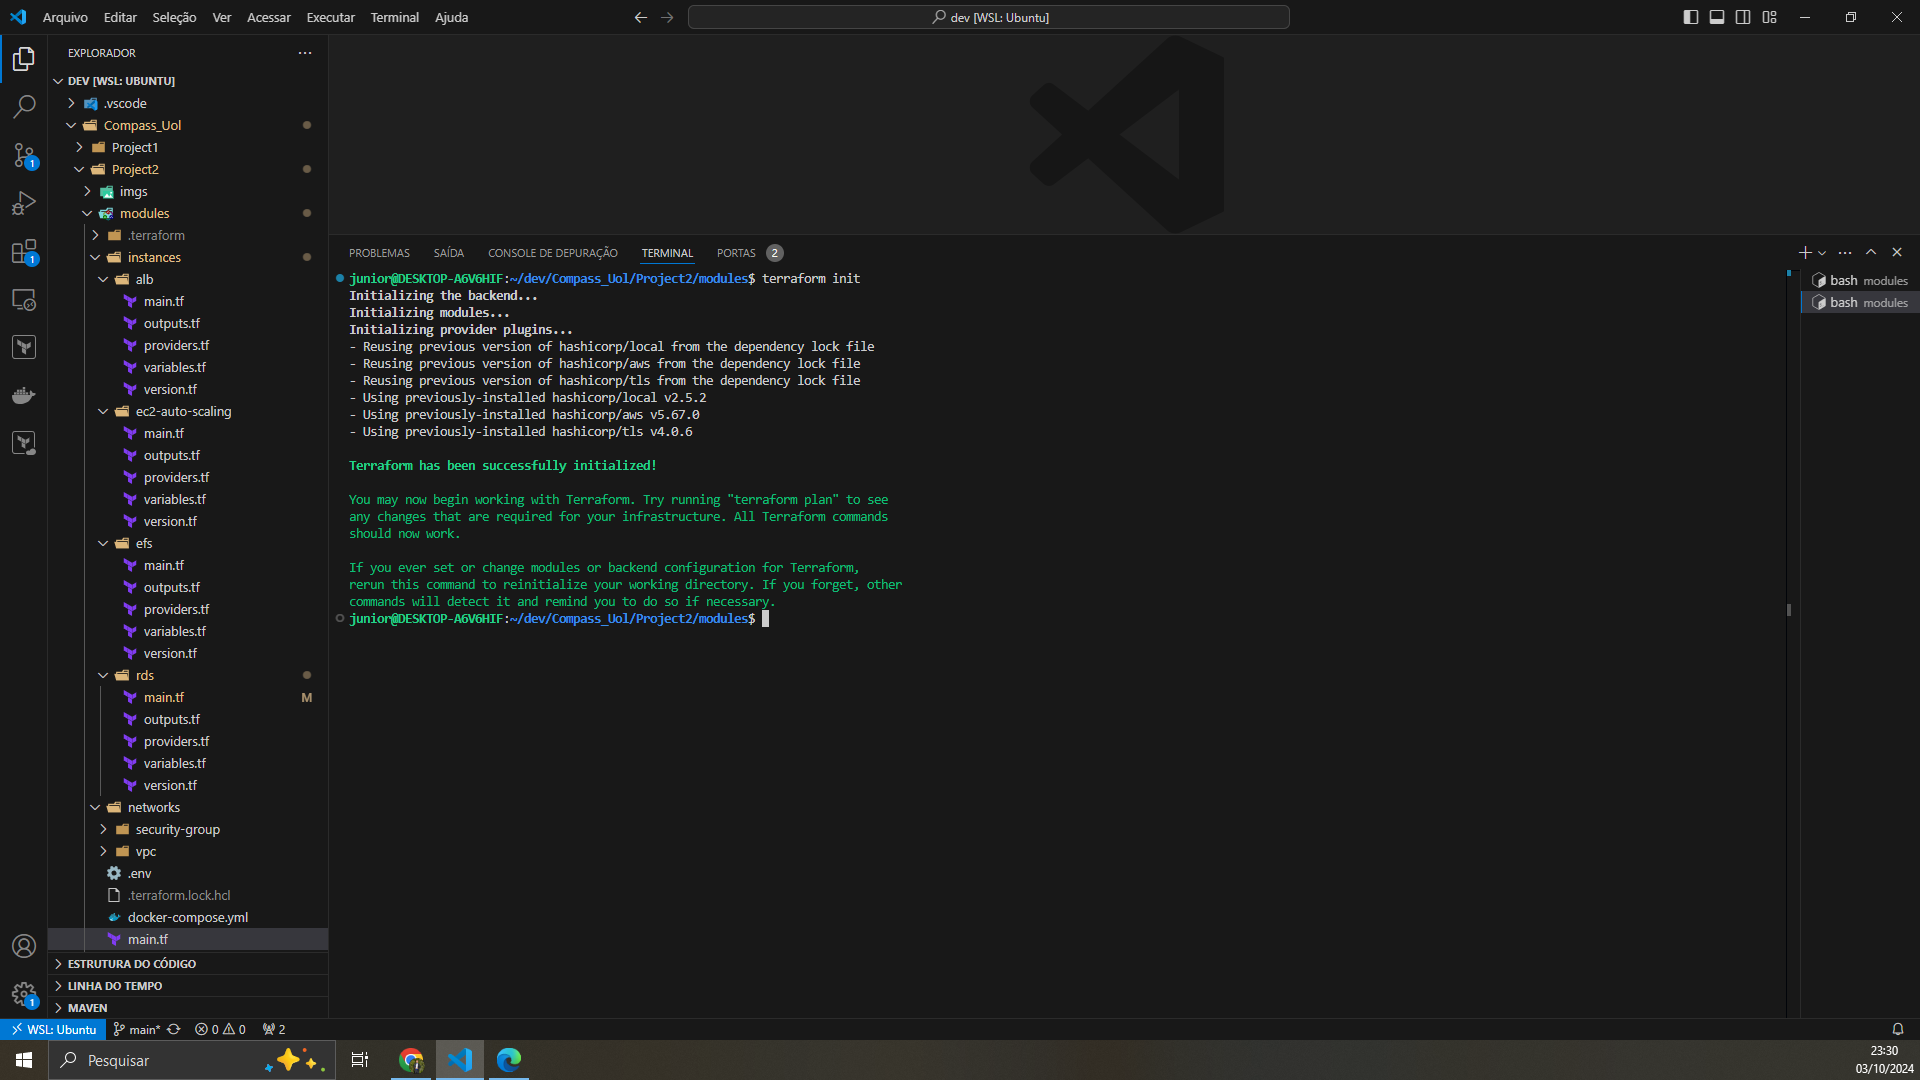 Arquivo Editar Seleção Ver Acessar Executar Terminal Ajuda
dev [WSL: Ubuntu]
EXPLORADOR
DEV [WSL: UBUNTU]
.vscode
Compass_Uol
Project1
Project2
imgs
modules
.terraform
instances
alb
main.tf
outputs.tf
providers.tf
variables.tf
version.tf
ec2-auto-scaling
main.tf
outputs.tf
providers.tf
variables.tf
version.tf
efs
main.tf
outputs.tf
providers.tf
variables.tf
version.tf
rds
main.tf M
outputs.tf
providers.tf
variables.tf
version.tf
networks
security-group
vpc
.env
.terraform.lock.hcl
docker-compose.yml
main.tf
ESTRUTURA DO CÓDIGO
LINHA DO TEMPO
MAVEN
1
1
1
PROBLEMAS SAÍDA CONSOLE DE DEPURAÇÃO TERMINAL PORTAS 2
junior@DESKTOP-A6V6HIF:~/dev/Compass_Uol/Project2/modules$ terraform init
Initializing the backend...
Initializing modules...
Initializing provider plugins...
- Reusing previous version of hashicorp/local from the dependency lock file
- Reusing previous version of hashicorp/aws from the dependency lock file
- Reusing previous version of hashicorp/tls from the dependency lock file
- Using previously-installed hashicorp/local v2.5.2
- Using previously-installed hashicorp/aws v5.67.0
- Using previously-installed hashicorp/tls v4.0.6
Terraform has been successfully initialized!
You may now begin working with Terraform. Try running "terraform plan" to see
any changes that are required for your infrastructure. All Terraform commands
should now work.
If you ever set or change modules or backend configuration for Terraform,
rerun this command to reinitialize your working directory. If you forget, other
commands will detect it and remind you to do so if necessary.
junior@DESKTOP-A6V6HIF:~/dev/Compass_Uol/Project2/modules$
bash modules
bash modules
WSL: Ubuntu main* 0 0 2
Pesquisar
23:30
03/10/2024